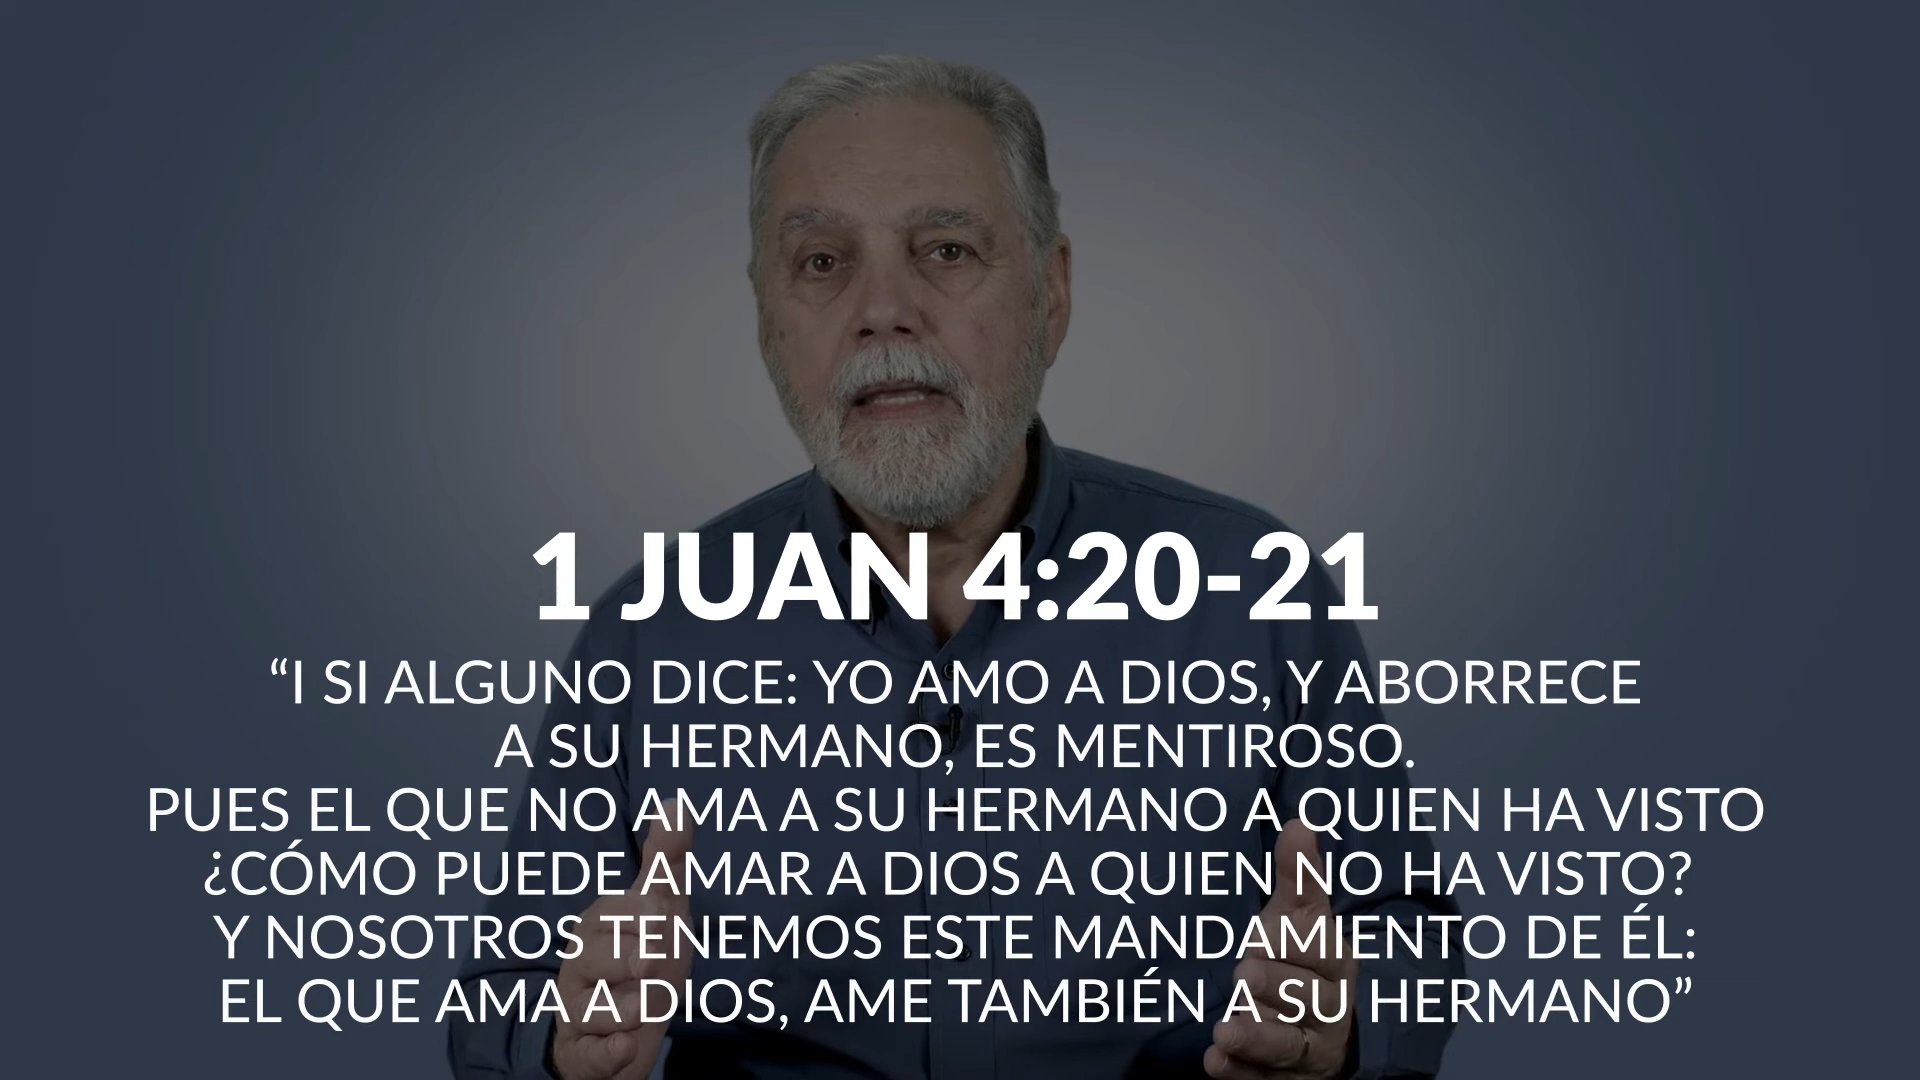 1 JUAN 4:20-21
“I SI ALGUNO DICE: YO AMO A DIOS, Y ABORRECE
A SU HERMANO, ES MENTIROSO.
PUES EL QUE NO AMA A SU HERMANO A QUIEN HA VISTO
¿CÓMO PUEDE AMAR A DIOS A QUIEN NO HA VISTO?
Y NOSOTROS TENEMOS ESTE MANDAMIENTO DE ÉL:
EL QUE AMA A DIOS, AME TAMBIÉN A SU HERMANO”